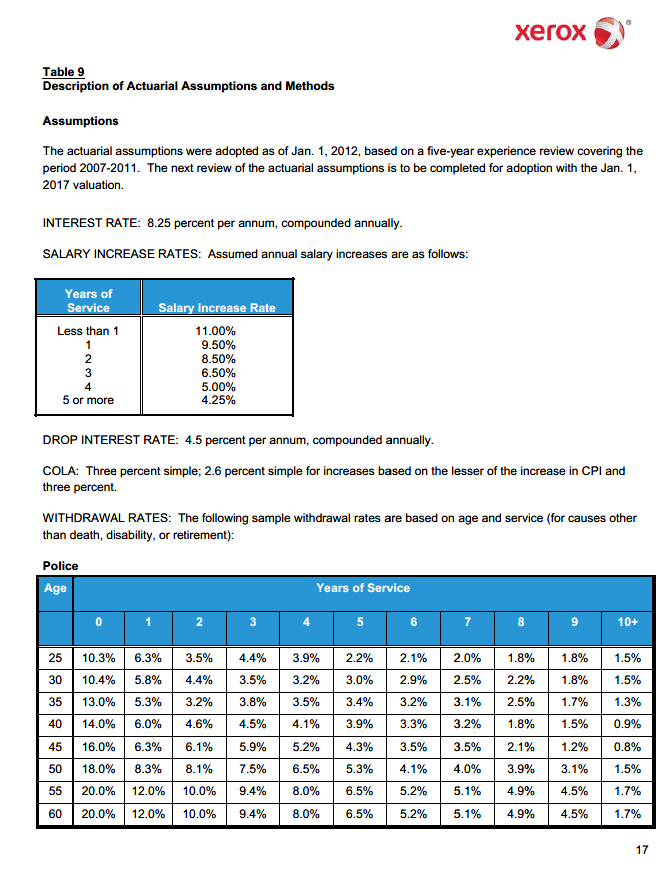 xerox ®
Table 9
Description of Actuarial Assumptions and Methods
Assumptions
The actuarial assumptions were adopted as of Jan. 1, 2012, based on a five-year experience review covering the
period 2007-2011. The next review of the actuarial assumptions is to be completed for adoption with the Jan. 1,
2017 valuation.
INTEREST RATE: 8.25 percent per annum, compounded annually.
SALARY INCREASE RATES: Assumed annual salary increases are as follows:
Years of
Service Salary Increase Rate
Less than 1 11.00%
1 9.50%
2 8.50%
3 6.50%
4 5.00%
5 or more 4.25%
DROP INTEREST RATE: 4.5 percent per annum, compounded annually.
COLA: Three percent simple; 2.6 percent simple for increases based on the lesser of the increase in CPI and
three percent.
WITHDRAWAL RATES: The following sample withdrawal rates are based on age and service (for causes other
than death, disability, or retirement):
Police
Age Years of Service
0 1 2 3 4 5 6 7 8 9 10+
25 10.3% 6.3% 3.5% 4.4% 3.9% 2.2% 2.1% 2.0% 1.8% 1.8% 1.5%
30 10.4% 5.8% 4.4% 3.5% 3.2% 3.0% 2.9% 2.5% 2.2% 1.8% 1.5%
35 13.0% 5.3% 3.2% 3.8% 3.5% 3.4% 3.2% 3.1% 2.5% 1.7% 1.3%
40 14.0% 6.0% 4.6% 4.5% 4.1% 3.9% 3.3% 3.2% 1.8% 1.5% 0.9%
45 16.0% 6.3% 6.1% 5.9% 5.2% 4.3% 3.5% 3.5% 2.1% 1.2% 0.8%
50 18.0% 8.3% 8.1% 7.5% 6.5% 5.3% 4.1% 4.0% 3.9% 3.1% 1.5%
55 20.0% 12.0% 10.0% 9.4% 8.0% 6.5% 5.2% 5.1% 4.9% 4.5% 1.7%
60 20.0% 12.0% 10.0% 9.4% 8.0% 6.5% 5.2% 5.1% 4.9% 4.5% 1.7%
17